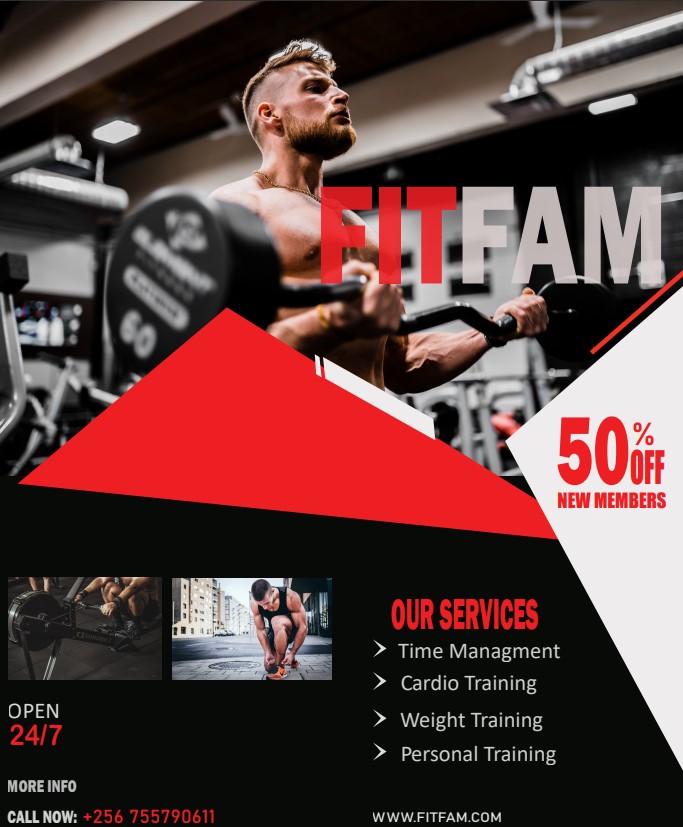 FITFAM
60
50% OFF
NEW MEMBERS
OUR SERVICES
Time Managment
Cardio Training
Weight Training
Personal Training
OPEN
24/7
MORE INFO
CALL NOW: +256 755790611
WWW.FITFAM.COM